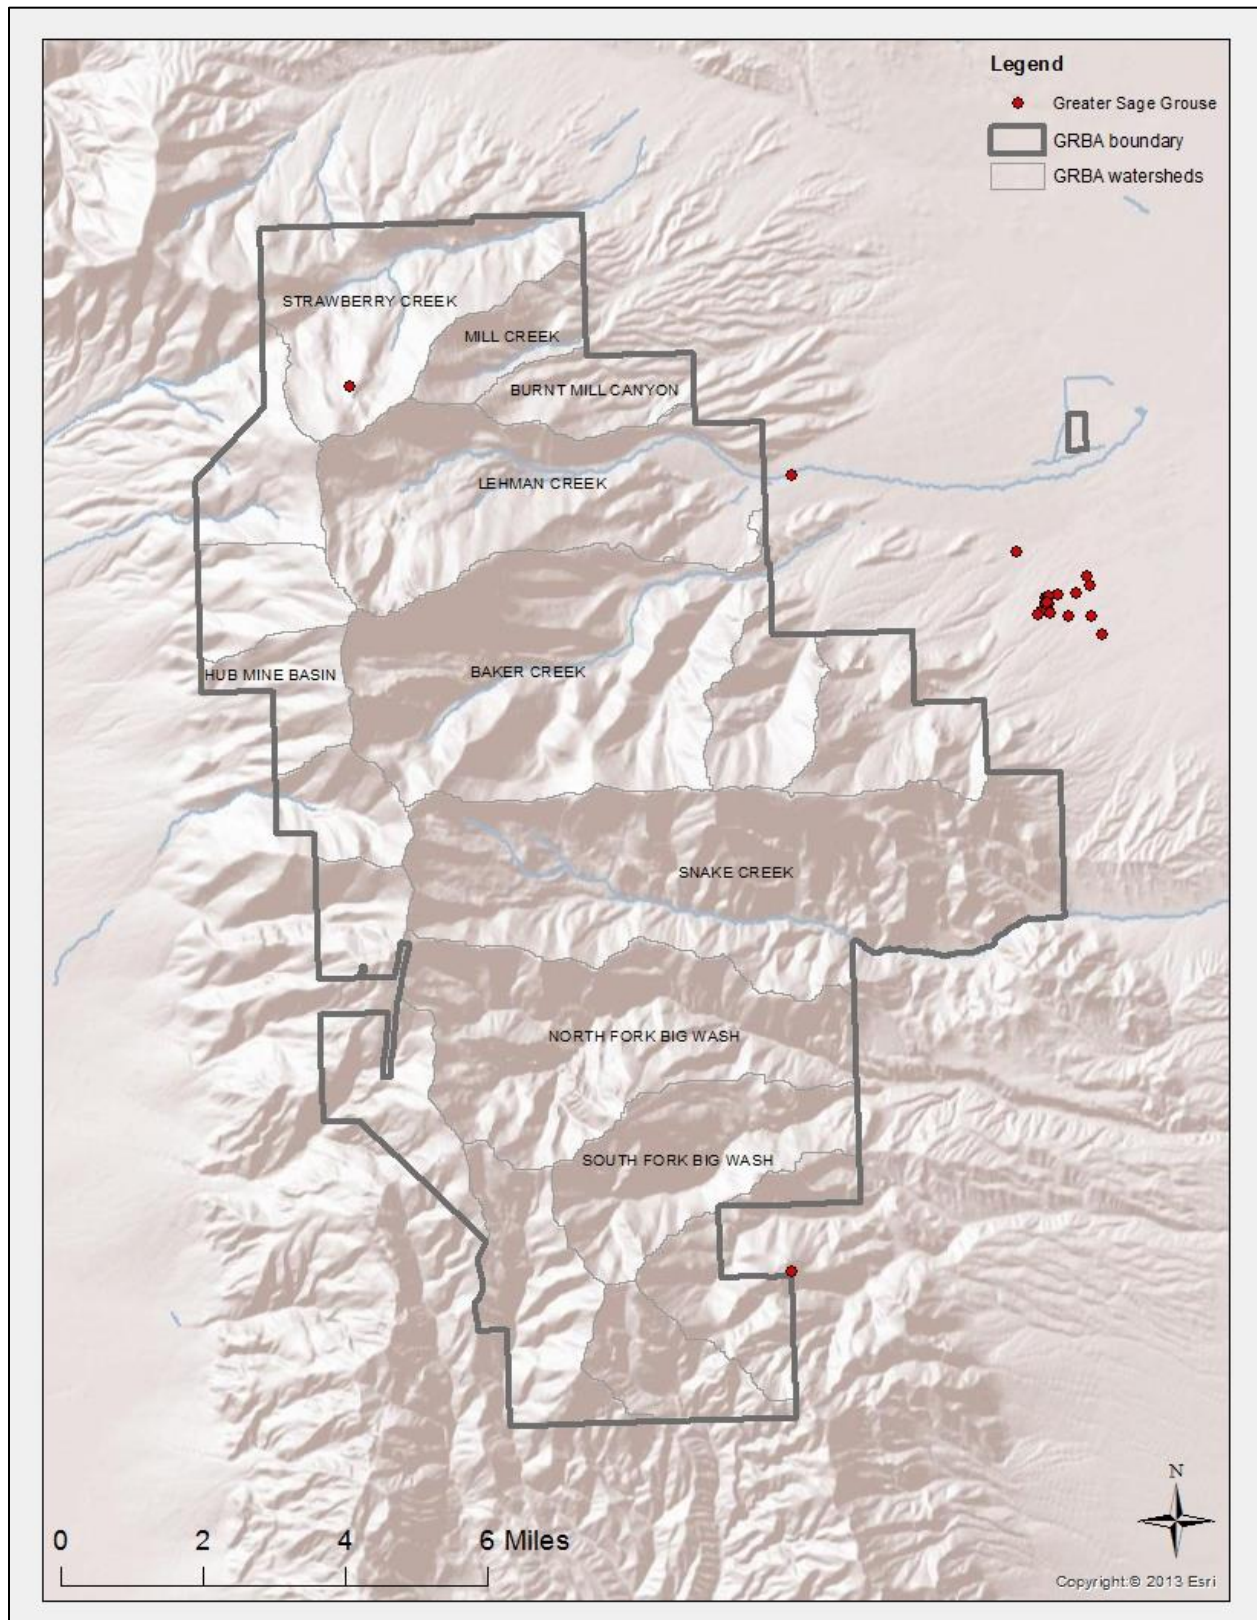 Legend
Greater Sage Grouse
GRBA boundary
GRBA watersheds
STRAWBERRY CREEK
MILL CREEK
BURNT MILL CANYON
LEHMAN CREEK
HUB MINE BASIN
BAKER CREEK
SNAKE CREEK
NORTH FORK BIG WASH
SOUTH FORK BIG WASH
N
0 2 4 6 Miles
Copyright:© 2013 Esri